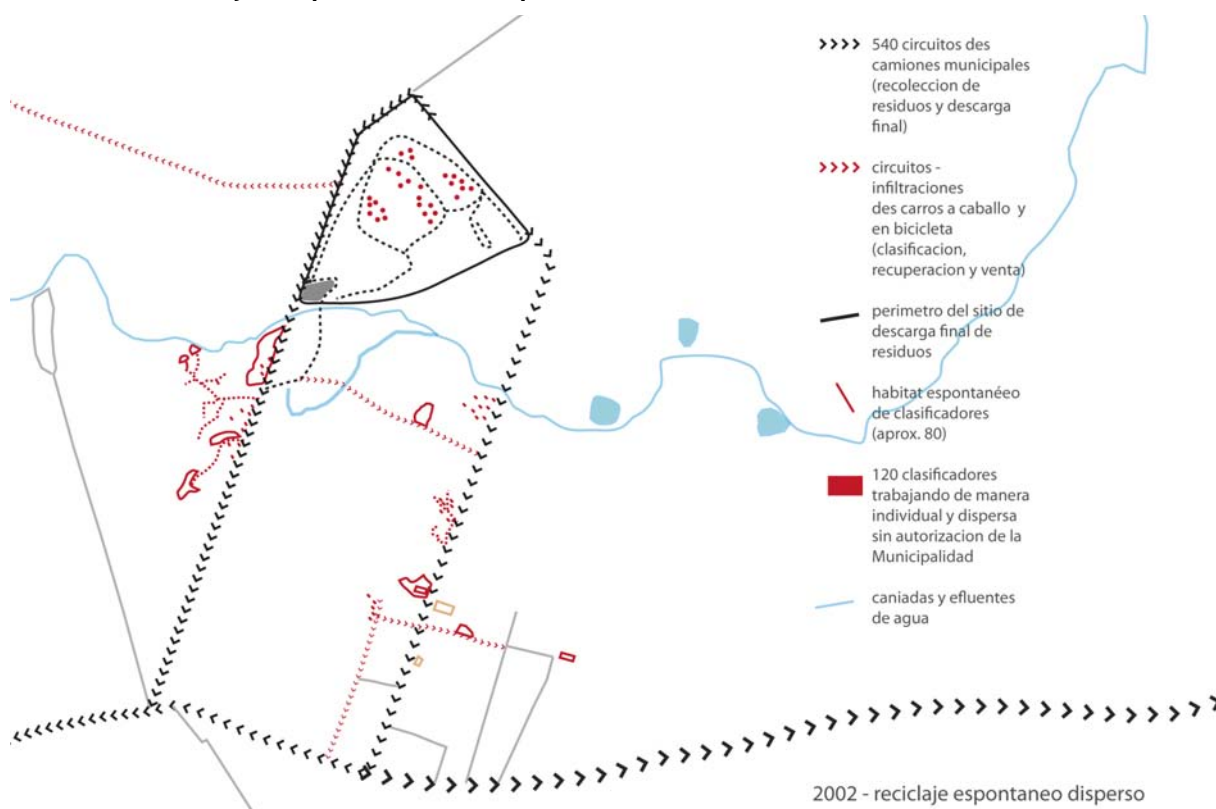 540 circuitos des
camiones municipales
(recoleccion de
residuos y descarga
final)
circuitos -
infiltraciones
des carros a caballo y
en bicicleta
(clasificacion,
recuperacion y venta)
perimetro del sitio de
descarga final de
residuos
habitat espontanéo
de clasificadores
(aprox. 80)
120 clasificadores
trabajando de manera
individual y dispersa
sin autorizacion de la
Municipalidad
caniadas y efluentes
de agua
2002 - reciclaje espontaneo disperso